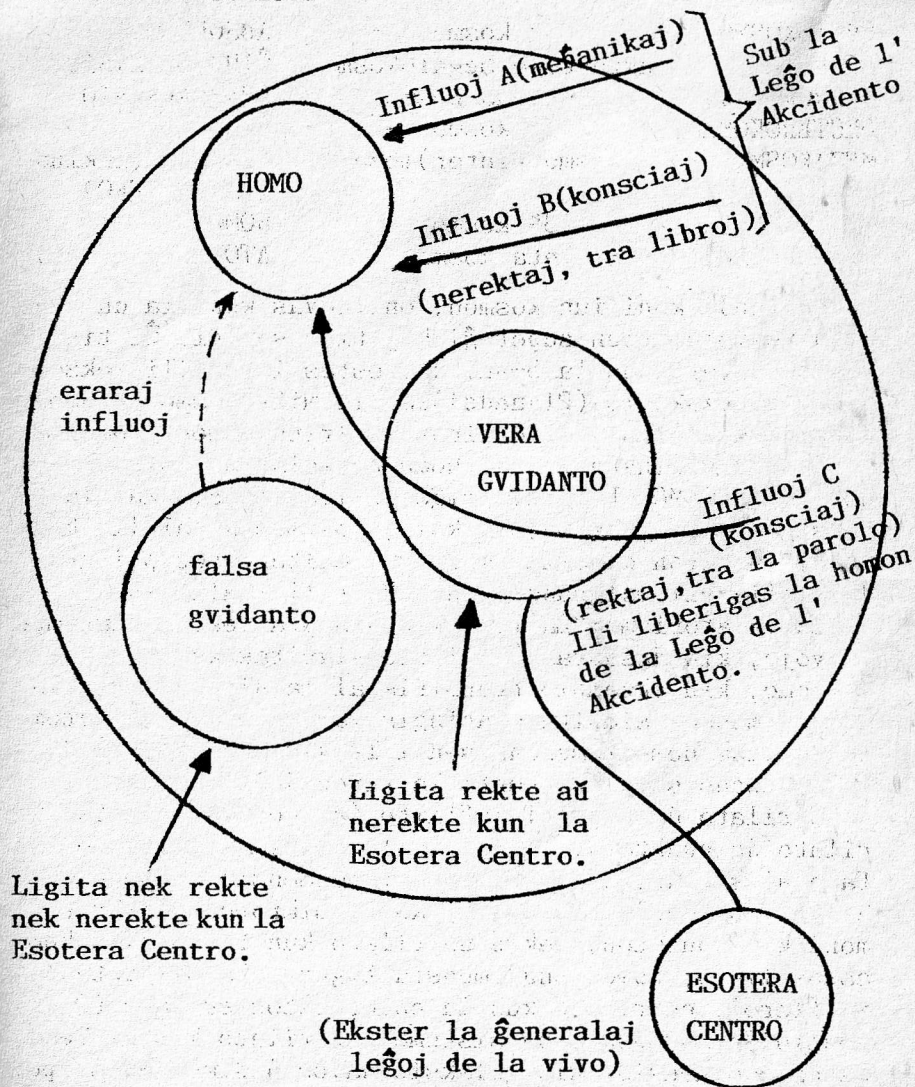 Influoj A(meĥanikaj)
Sub la
Leĝo de l'
Akcidento
HOMO
Influoj B(konsciaj)
(nerektaj, tra libroj)
eraraj
influoj
VERA
GVIDANTO
Influoj C
(konsciaj)
(rektaj,tra la parolo)
Ili liberigas la homon
de la Leĝo de l'
Akcidento.
falsa
gvidanto
Ligita rekte aŭ
nerekte kun la
Esotera Centro.
Ligita nek rekte
nek nerekte kun la
Esotera Centro.
ESOTERA
CENTRO
(Ekster la ĝeneralaj
leĝoj de la vivo)